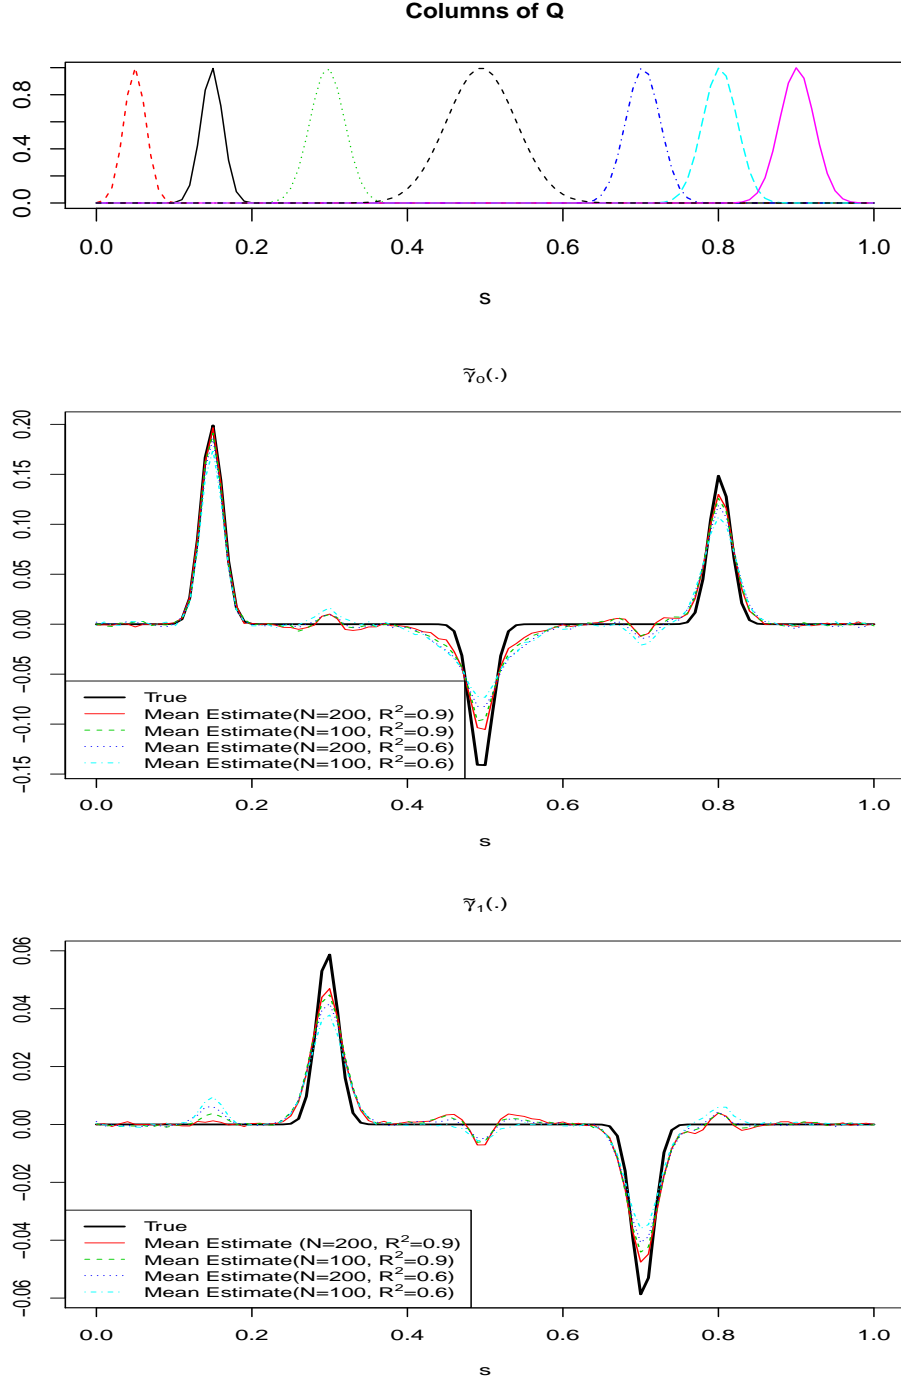 Columns of Q
0.8
0.4
0.0
0.0 0.2 0.4 0.6 0.8 1.0
s
γ̃₀(.)
0.20
0.15
0.10
0.05
0.00
−0.05
−0.10
−0.15
True
Mean Estimate(N=200, R²=0.9)
Mean Estimate(N=100, R²=0.9)
Mean Estimate(N=200, R²=0.6)
Mean Estimate(N=100, R²=0.6)
0.0 0.2 0.4 0.6 0.8 1.0
s
γ̃₁(.)
0.06
0.04
0.02
0.00
−0.02
−0.04
−0.06
True
Mean Estimate (N=200, R²=0.9)
Mean Estimate(N=100, R²=0.9)
Mean Estimate(N=200, R²=0.6)
Mean Estimate(N=100, R²=0.6)
0.0 0.2 0.4 0.6 0.8 1.0
s